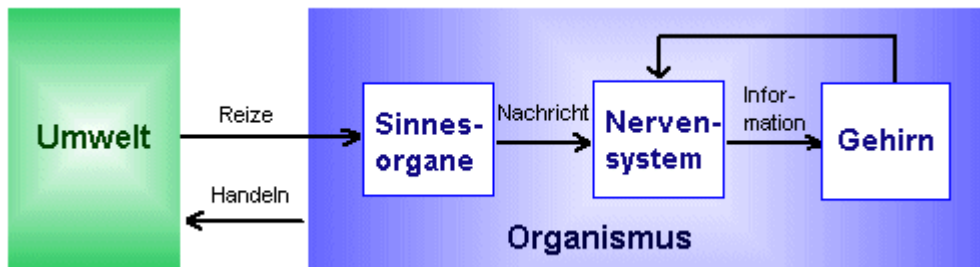 Umwelt
Reize
Handeln
Sinnes-
organe
Nachricht
Nerven-
system
Infor-
mation
Gehirn
Organismus